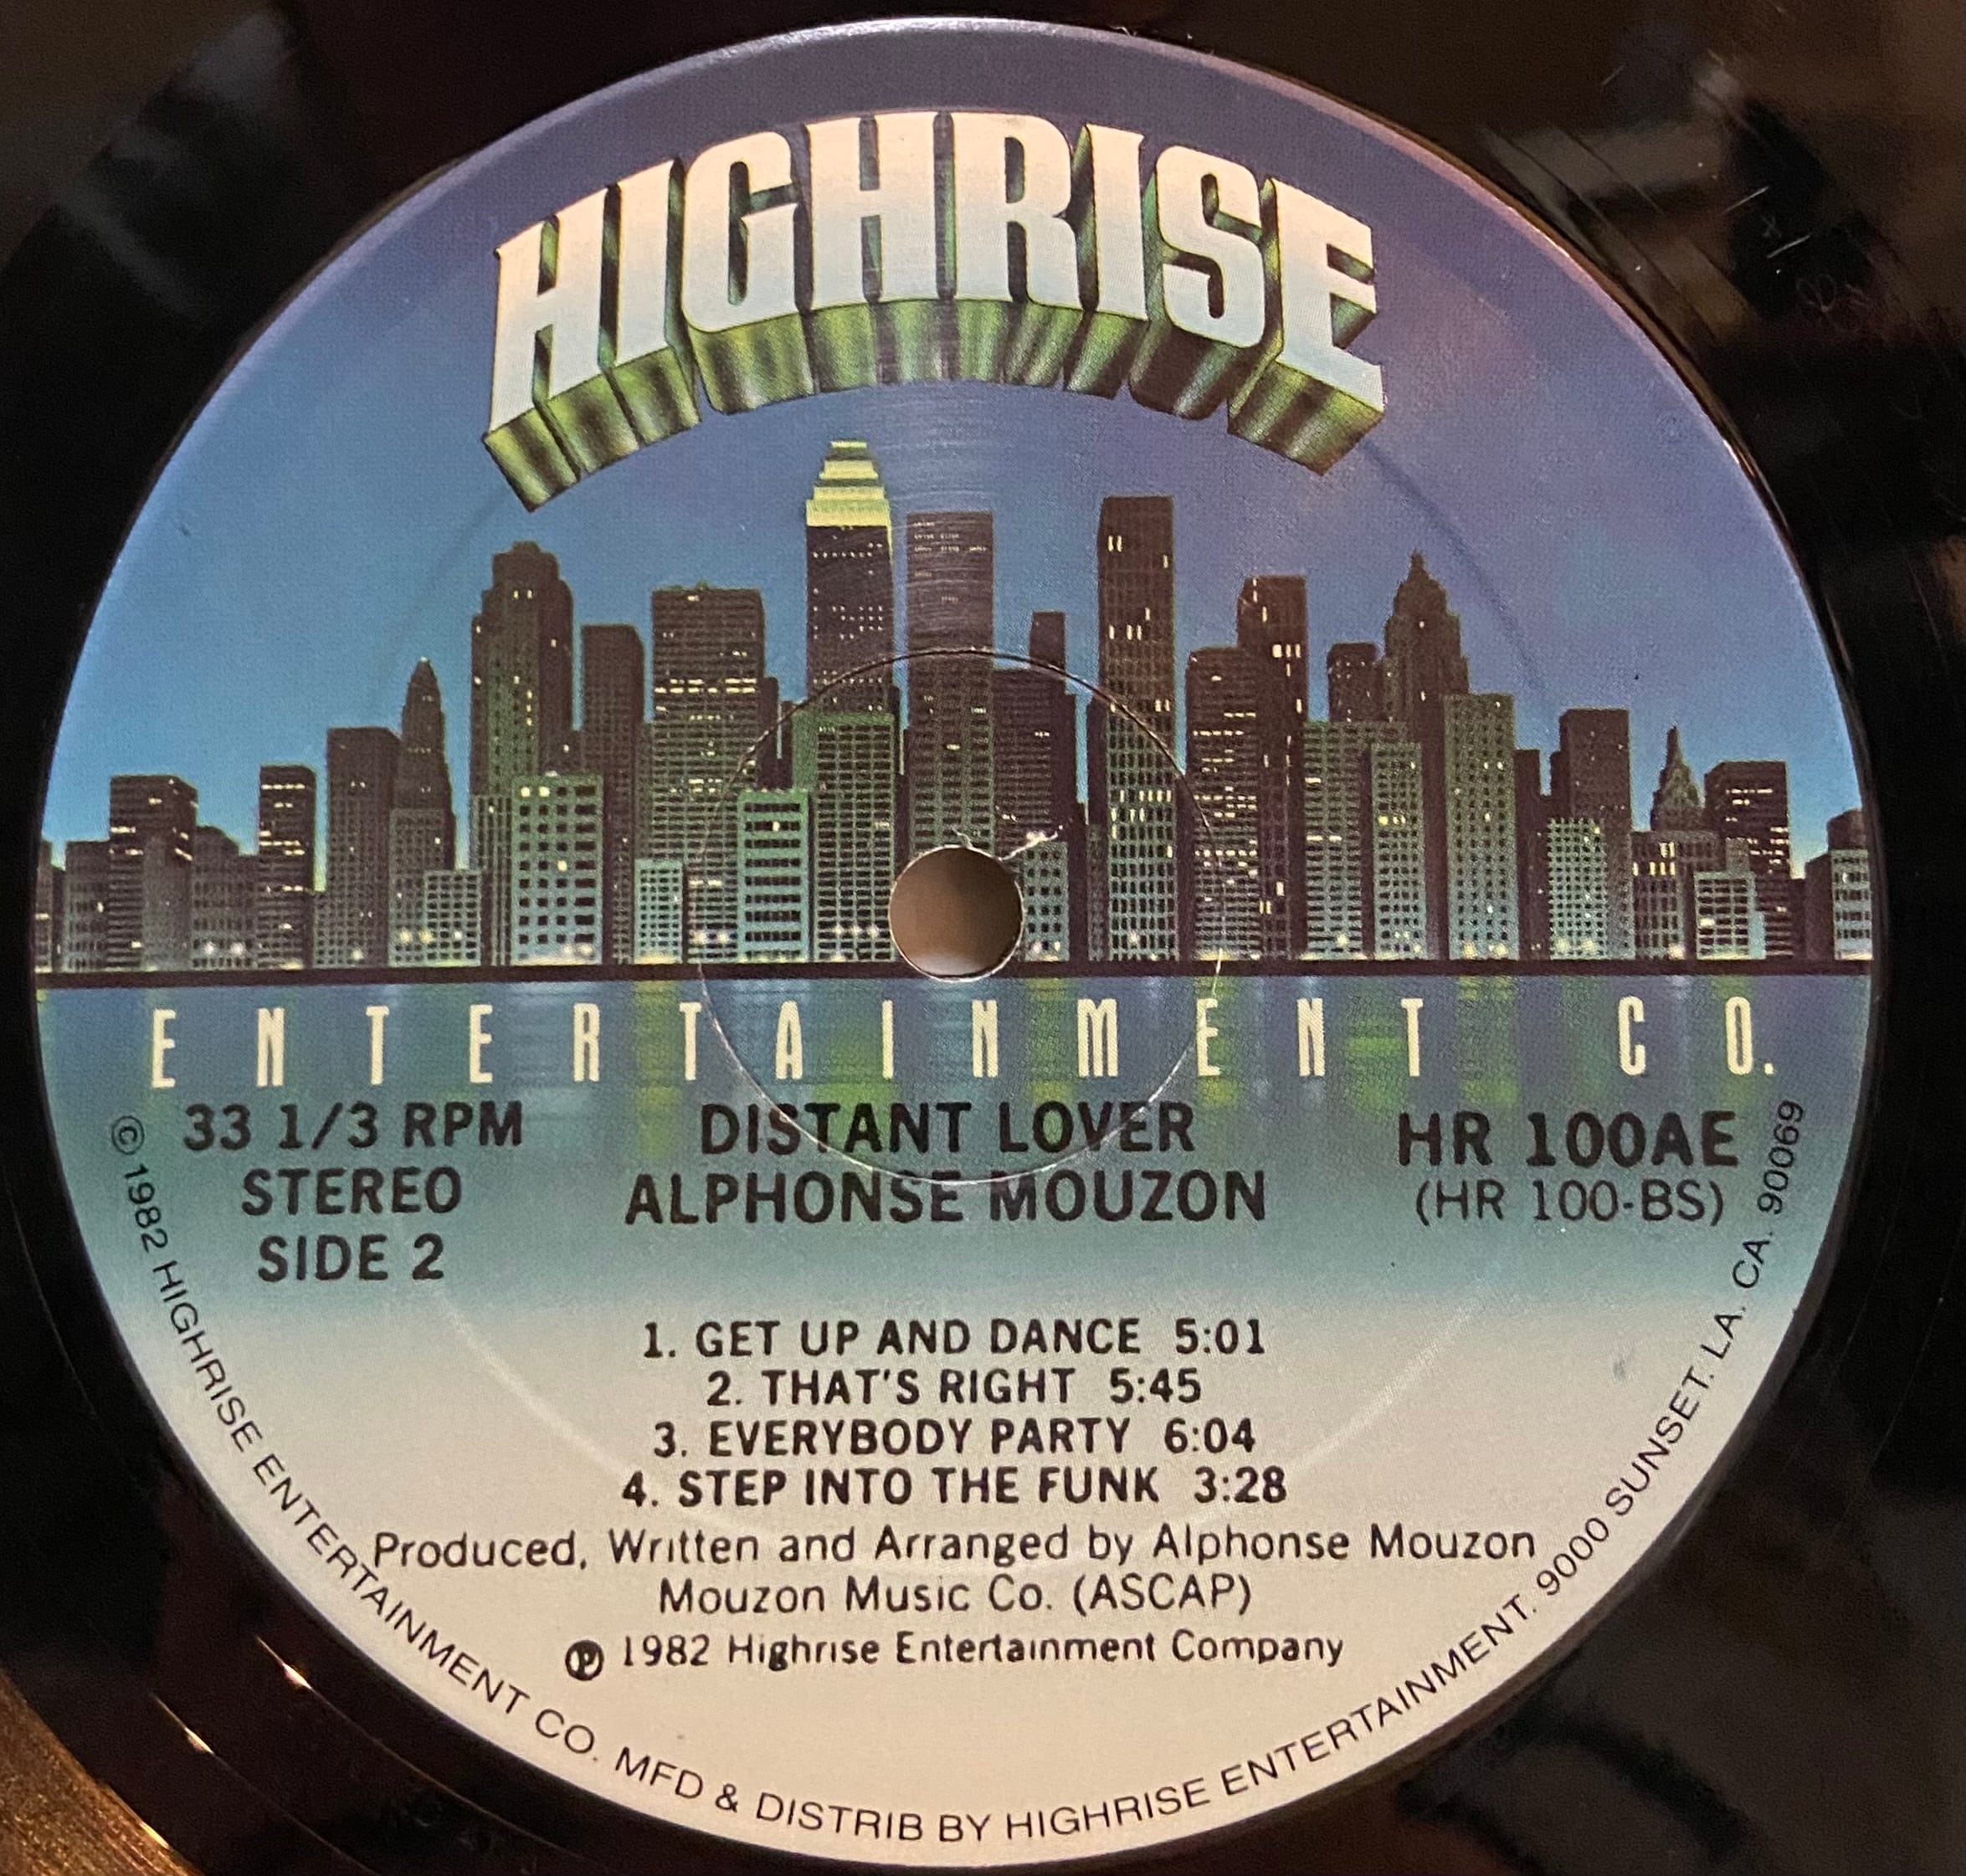 HIGHRISE
ENTERTAINMENT CO.
33 1/3 RPM
STEREO
SIDE 2
DISTANT LOVER
ALPHONSE MOUZON
HR 100AE
(HR 100-BS)
1. GET UP AND DANCE 5:01
2. THAT'S RIGHT 5:45
3. EVERYBODY PARTY 6:04
4. STEP INTO THE FUNK 3:28
Produced, Written and Arranged by Alphonse Mouzon
Mouzon Music Co. (ASCAP)
℗ 1982 Highrise Entertainment Company
© 1982 HIGHRISE ENTERTAINMENT CO. MFD & DISTRIB BY HIGHRISE ENTERTAINMENT. 9000 SUNSET. LA. CA. 90069